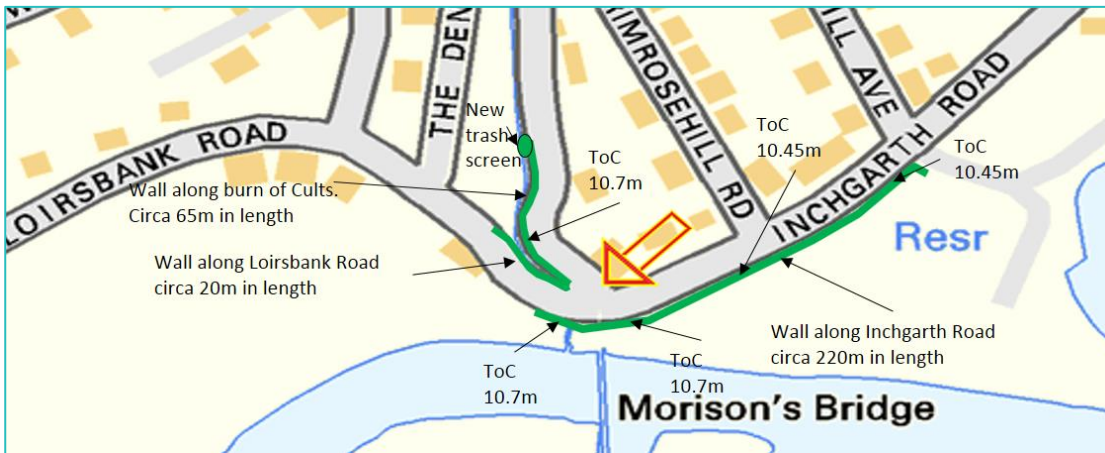 LOIRSBANK ROAD
THE DEN
New
trash
screen
RIMROSEHILL RD
ILL AVE
INCHGARTH ROAD
ToC
10.7m
ToC
10.45m
ToC
10.45m
Wall along burn of Cults.
Circa 65m in length
Wall along Loirsbank Road
circa 20m in length
Resr
Wall along Inchgarth Road
circa 220m in length
ToC
10.7m
ToC
10.7m
Morison's Bridge